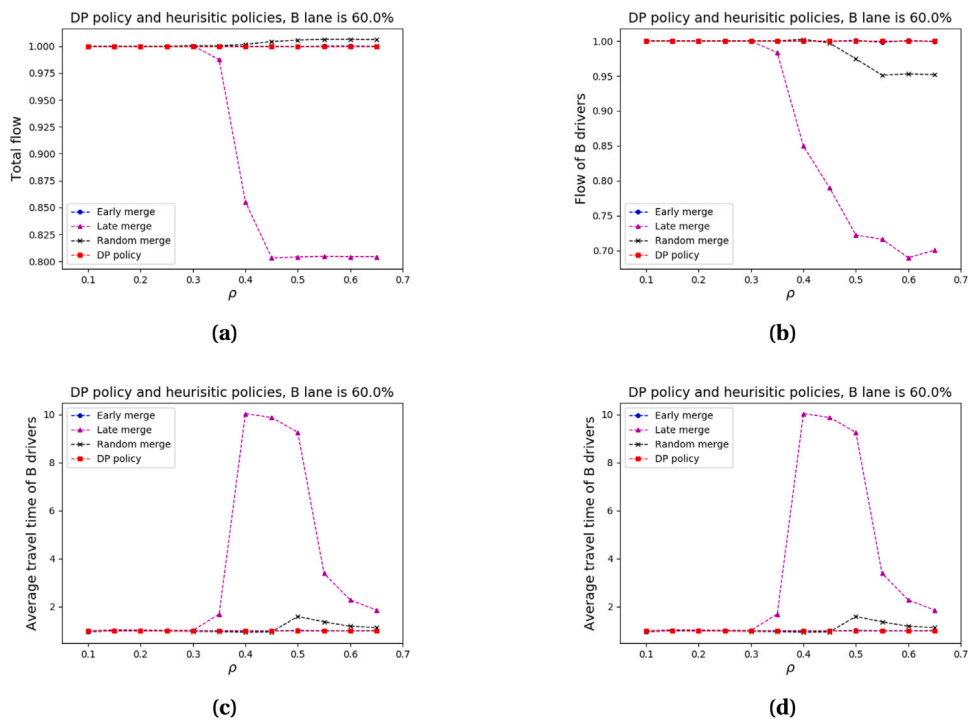 DP policy and heurisitic policies, B lane is 60.0%
Total flow
1.000
0.975
0.950
0.925
0.900
0.875
0.850
0.825
0.800
Early merge
Late merge
Random merge
DP policy
0.1 0.2 0.3 0.4 0.5 0.6 0.7
ρ
(a)
DP policy and heurisitic policies, B lane is 60.0%
Flow of B drivers
1.00
0.95
0.90
0.85
0.80
0.75
0.70
Early merge
Late merge
Random merge
DP policy
0.1 0.2 0.3 0.4 0.5 0.6 0.7
ρ
(b)
DP policy and heurisitic policies, B lane is 60.0%
Average travel time of B drivers
10
8
6
4
2
Early merge
Late merge
Random merge
DP policy
0.1 0.2 0.3 0.4 0.5 0.6 0.7
ρ
(c)
DP policy and heurisitic policies, B lane is 60.0%
Average travel time of B drivers
10
8
6
4
2
Early merge
Late merge
Random merge
DP policy
0.1 0.2 0.3 0.4 0.5 0.6 0.7
ρ
(d)